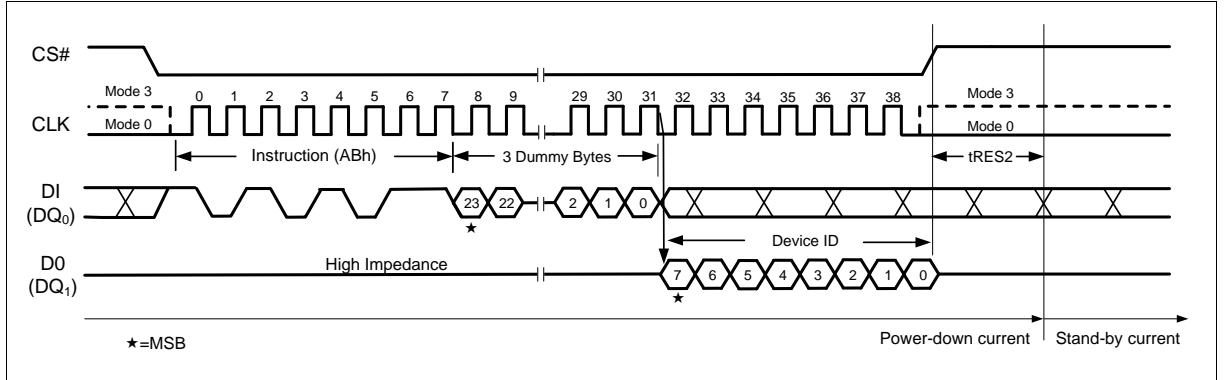 CS#
Mode 3
0 1 2 3 4 5 6 7 8 9 29 30 31 32 33 34 35 36 37 38
Mode 3
CLK
Mode 0
Mode 0
Instruction (ABh)
3 Dummy Bytes
tRES2
DI
(DQ0)
23 22 2 1 0
★
Device ID
D0
(DQ1)
High Impedance
7 6 5 4 3 2 1 0
★
★=MSB
Power-down current
Stand-by current